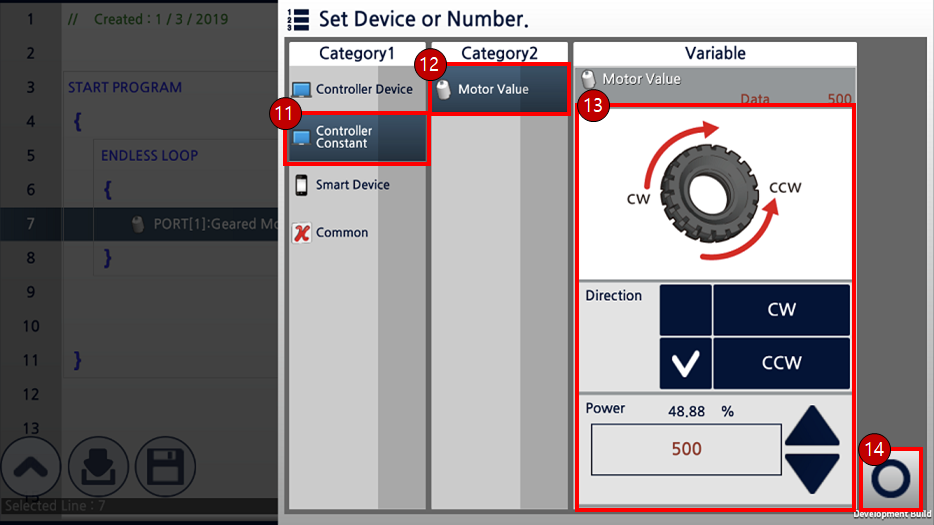 1 // Created : 1 / 3 / 2019
2
3 START PROGRAM
4 {
5 ENDLESS LOOP
6 {
7 PORT[1]:Geared Mo
8 }
9
10
11 }
12
13
Selected Line : 7
1
2
3
Set Device or Number.
Category1
Controller Device
11
Controller
Constant
Smart Device
Common
Category2
12
Motor Value
Variable
Motor Value
Data 500
13
CW
CCW
Direction
CW
CCW
Power 48.88 %
500
14
Development Build